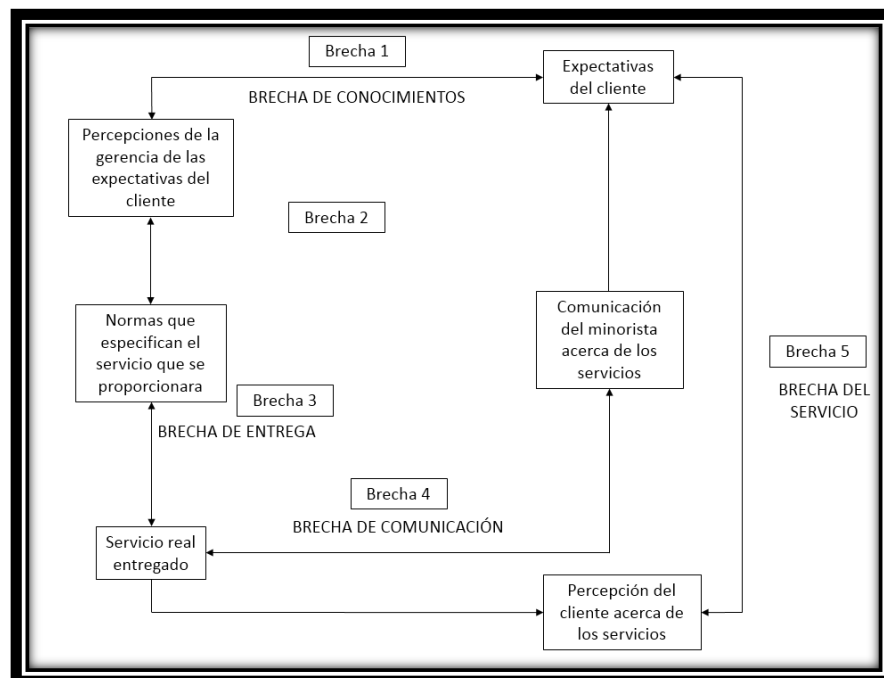 Brecha 1
Expectativas
del cliente
BRECHA DE CONOCIMIENTOS
Percepciones de la
gerencia de las
expectativas del
cliente
Brecha 2
Normas que
especifican el
servicio que se
proporcionara
Comunicación
del minorista
acerca de los
servicios
Brecha 5
BRECHA DEL
SERVICIO
Brecha 3
BRECHA DE ENTREGA
Brecha 4
BRECHA DE COMUNICACIÓN
Servicio real
entregado
Percepción del
cliente acerca de
los servicios